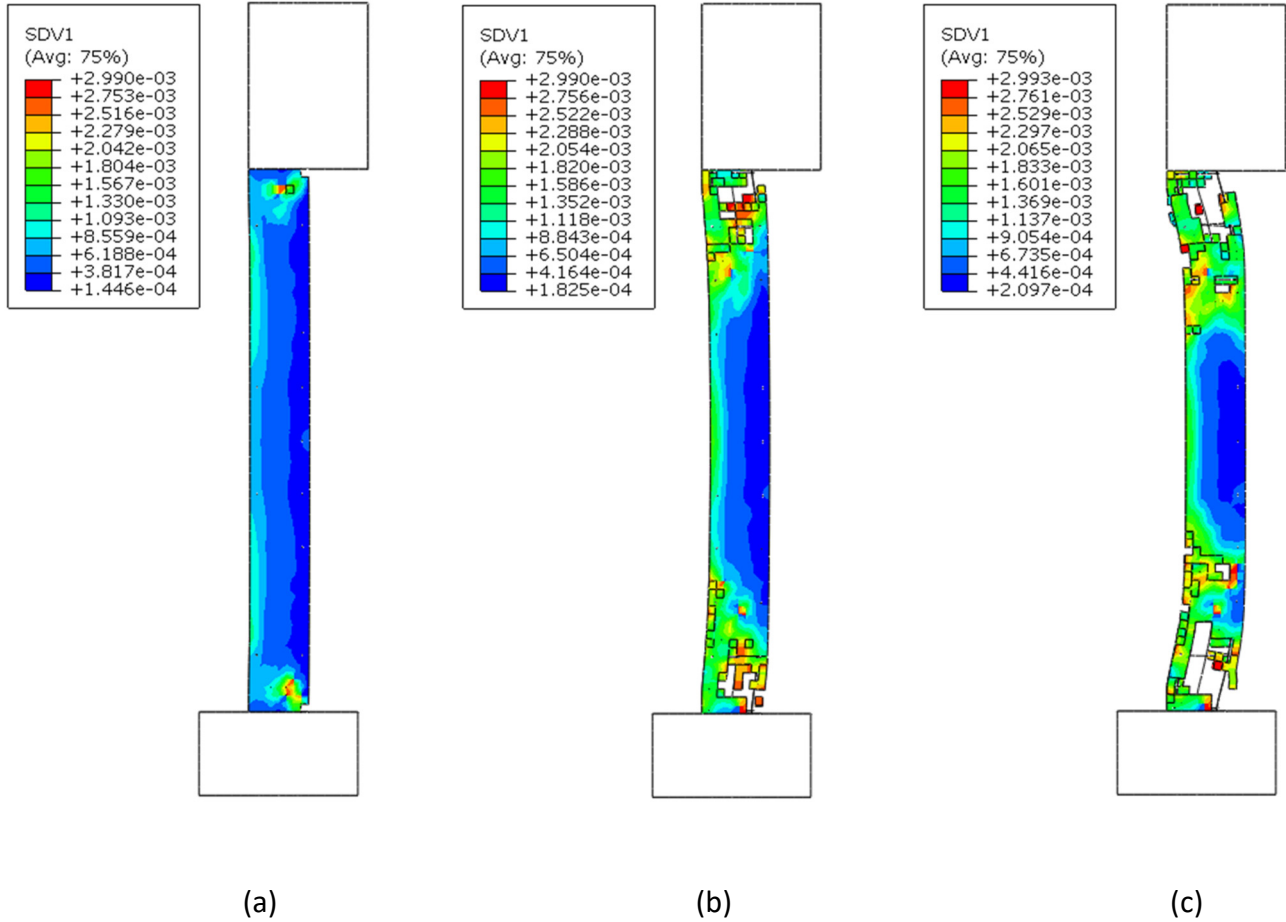 SDV1
(Avg: 75%)
+2.990e-03
+2.753e-03
+2.516e-03
+2.279e-03
+2.042e-03
+1.804e-03
+1.567e-03
+1.330e-03
+1.093e-03
+8.559e-04
+6.188e-04
+3.817e-04
+1.446e-04
SDV1
(Avg: 75%)
+2.990e-03
+2.756e-03
+2.522e-03
+2.288e-03
+2.054e-03
+1.820e-03
+1.586e-03
+1.352e-03
+1.118e-03
+8.843e-04
+6.504e-04
+4.164e-04
+1.825e-04
SDV1
(Avg: 75%)
+2.993e-03
+2.761e-03
+2.529e-03
+2.297e-03
+2.065e-03
+1.833e-03
+1.601e-03
+1.369e-03
+1.137e-03
+9.054e-04
+6.735e-04
+4.416e-04
+2.097e-04
(a)
(b)
(c)